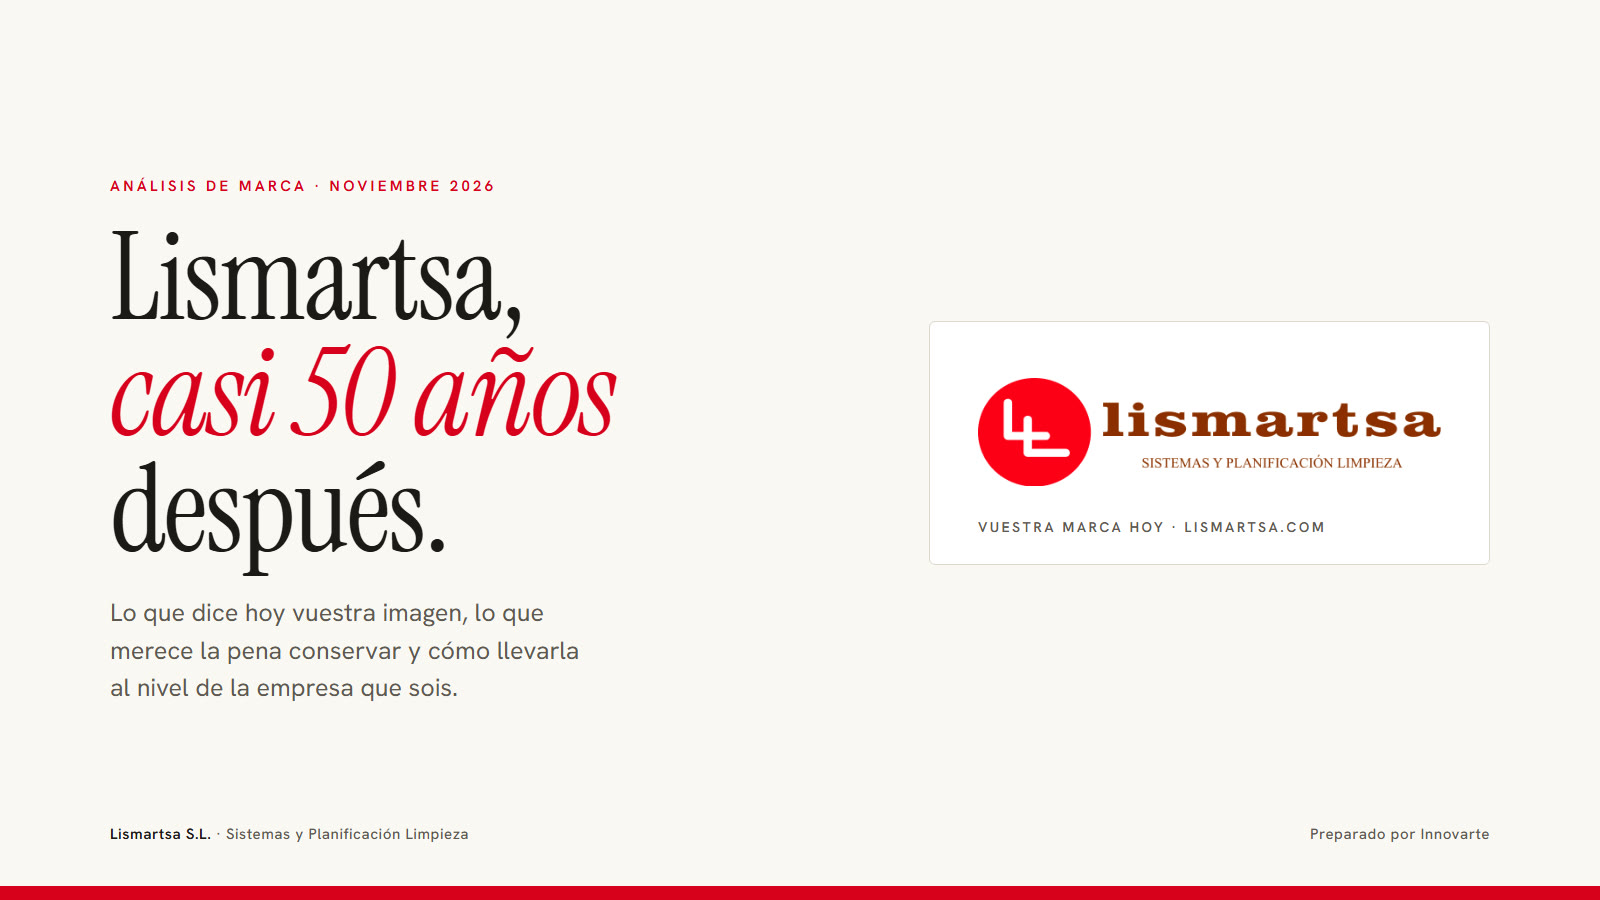 ANÁLISIS DE MARCA · NOVIEMBRE 2026
Lismartsa,
casi 50 años
después.
Lo que dice hoy vuestra imagen, lo que
merece la pena conservar y cómo llevarla
al nivel de la empresa que sois.
lismartsa
SISTEMAS Y PLANIFICACIÓN LIMPIEZA
VUESTRA MARCA HOY · LISMARTSA.COM
Lismartsa S.L. · Sistemas y Planificación Limpieza
Preparado por Innovarte